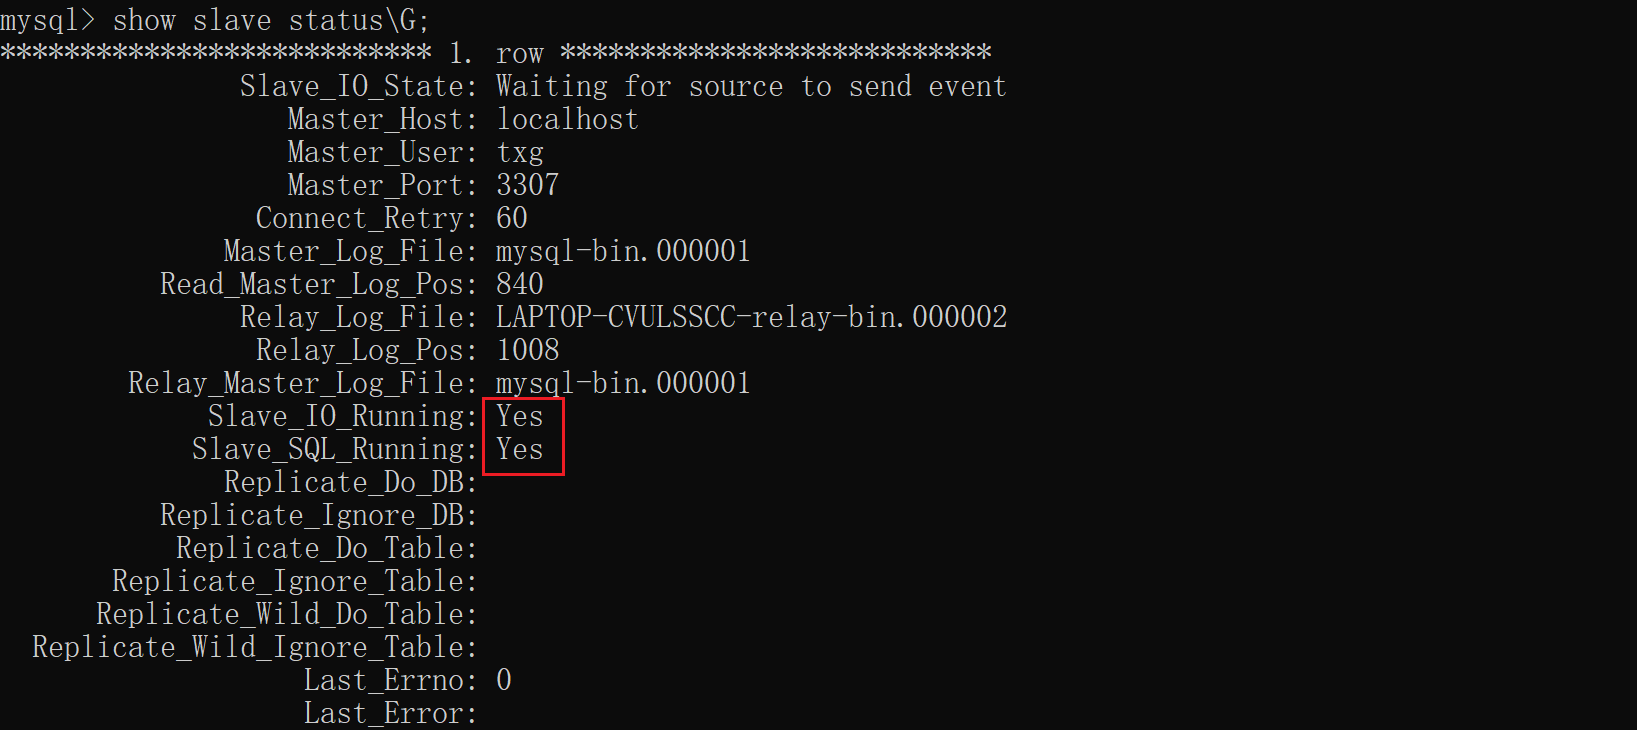 mysql> show slave status\G;
*************************** 1. row ***************************
Slave_IO_State: Waiting for source to send event
Master_Host: localhost
Master_User: txg
Master_Port: 3307
Connect_Retry: 60
Master_Log_File: mysql-bin.000001
Read_Master_Log_Pos: 840
Relay_Log_File: LAPTOP-CVULSSCC-relay-bin.000002
Relay_Log_Pos: 1008
Relay_Master_Log_File: mysql-bin.000001
Slave_IO_Running: Yes
Slave_SQL_Running: Yes
Replicate_Do_DB:
Replicate_Ignore_DB:
Replicate_Do_Table:
Replicate_Ignore_Table:
Replicate_Wild_Do_Table:
Replicate_Wild_Ignore_Table:
Last_Errno: 0
Last_Error: